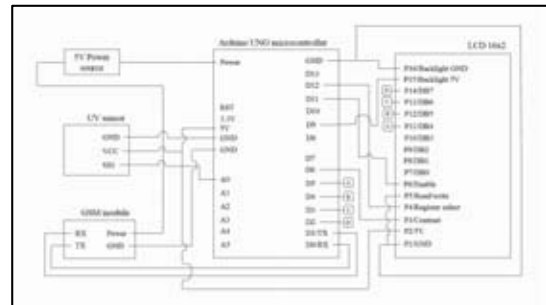 Arduino UNO microcontroller
LCD 16x2
5V Power
source
Power
GND
D13
D12
D11
D10
D9
D8
D7
D6
D5
D4
D3
D2
D1/TX
D0/RX
RST
3.3V
5V
GND
GND
A0
A1
A2
A3
A4
A5
UV sensor
GND
VCC
SIG
GSM module
RX
TX
Power
GND
P16/Backlight GND
P15/Backlight 5V
P14/DB7
P13/DB6
P12/DB5
P11/DB4
P10/DB3
P9/DB2
P8/DB1
P7/DB0
P6/Enable
P5/Read/write
P4/Register select
P3/Contrast
P2/5V
P1/GND